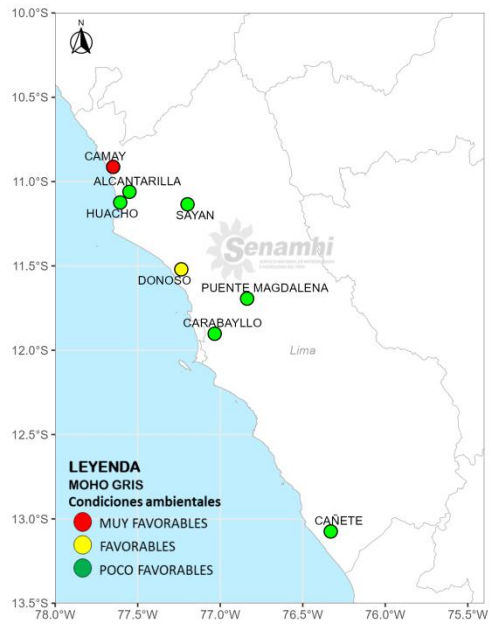 10.0°S
N
10.5°S
CAMAY
11.0°S
ALCANTARILLA
HUACHO
SAYAN
Senamhi
11.5°S
DONOSO
PUENTE MAGDALENA
CARABAYLLO
12.0°S
Lima
12.5°S
LEYENDA
MOHO GRIS
Condiciones ambientales
MUY FAVORABLES
FAVORABLES
POCO FAVORABLES
CAÑETE
13.0°S
13.5°S
78.0°W 77.5°W 77.0°W 76.5°W 76.0°W 75.5°W